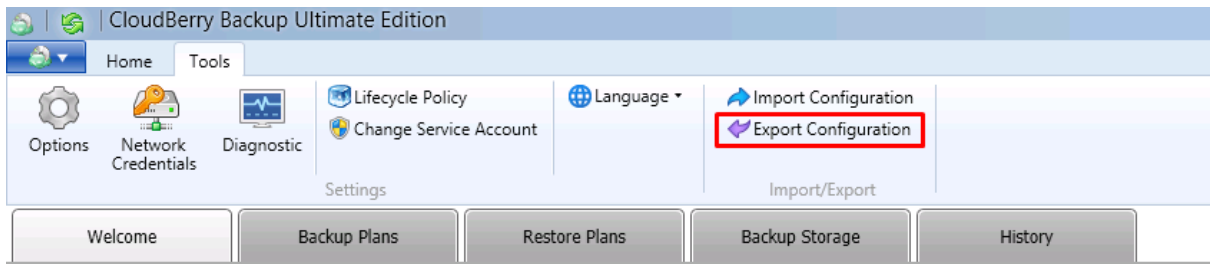 CloudBerry Backup Ultimate Edition
Home Tools
Options
Network
Credentials
Diagnostic
Lifecycle Policy
Change Service Account
Language
Import Configuration
Export Configuration
Settings
Import/Export
Welcome Backup Plans Restore Plans Backup Storage History